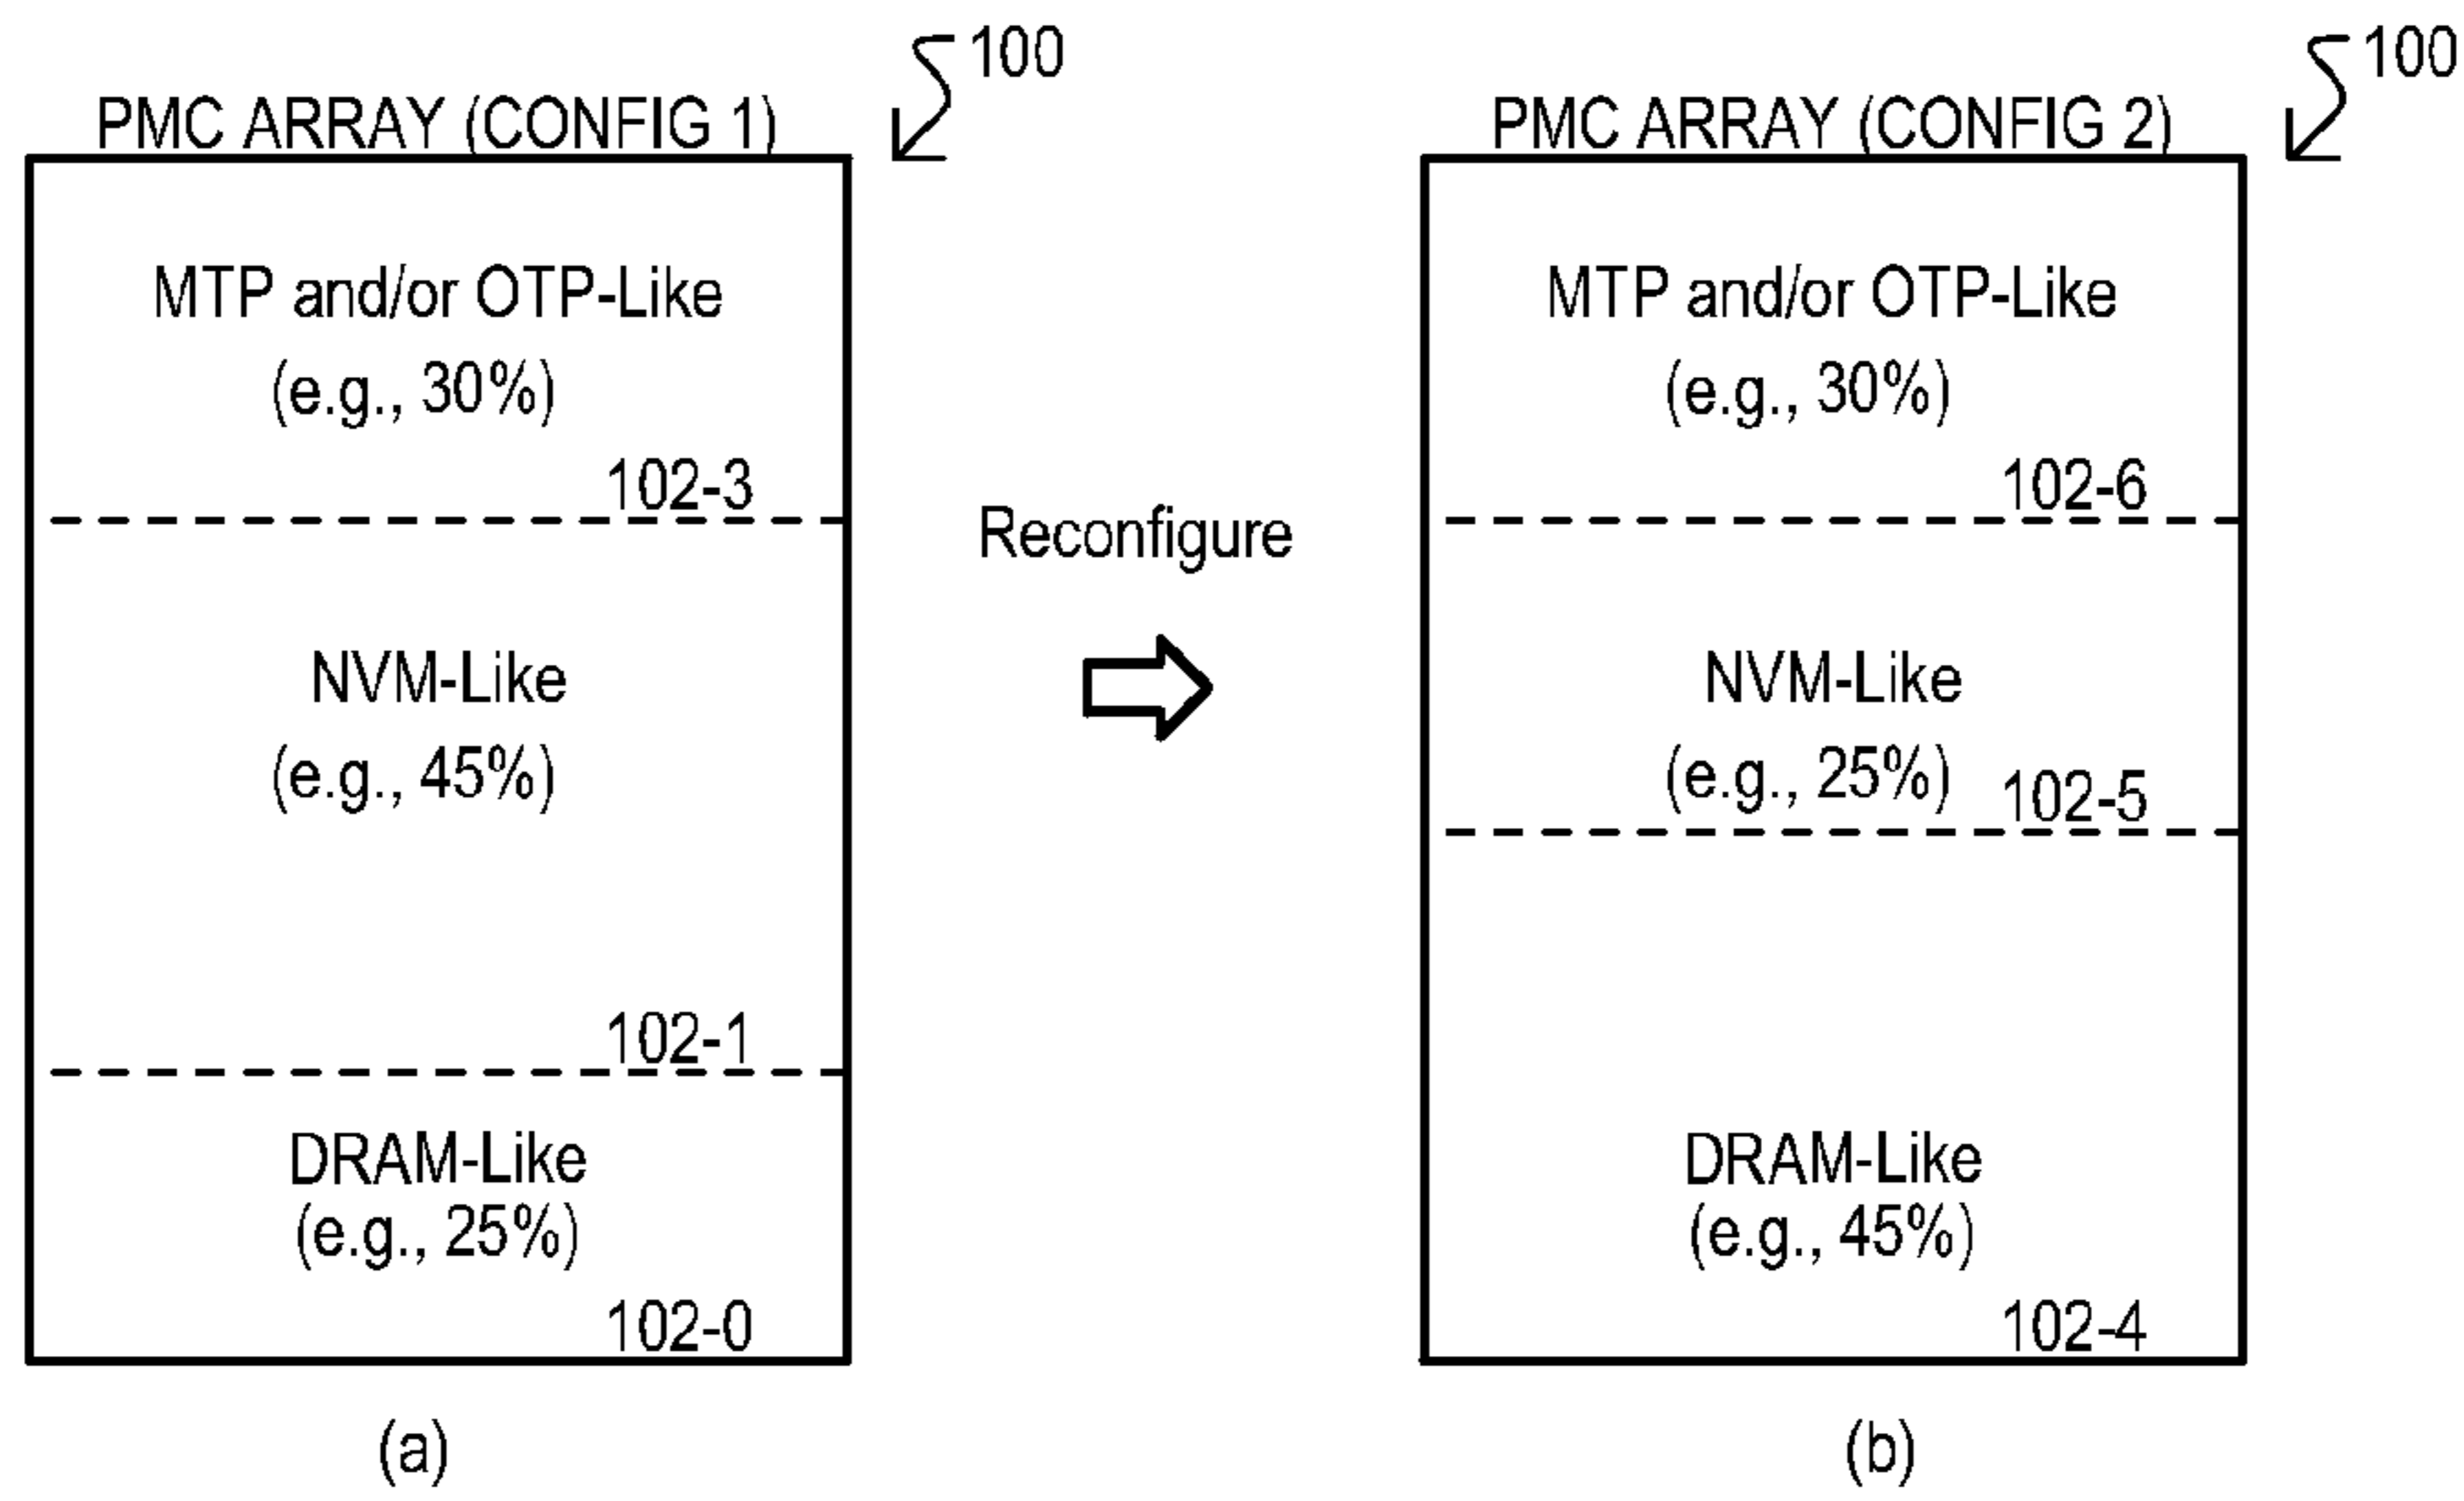 100
PMC ARRAY (CONFIG 1)
MTP and/or OTP-Like
(e.g., 30%)
102-3
NVM-Like
(e.g., 45%)
102-1
DRAM-Like
(e.g., 25%)
102-0
(a)
Reconfigure
100
PMC ARRAY (CONFIG 2)
MTP and/or OTP-Like
(e.g., 30%)
102-6
NVM-Like
(e.g., 25%)
102-5
DRAM-Like
(e.g., 45%)
102-4
(b)